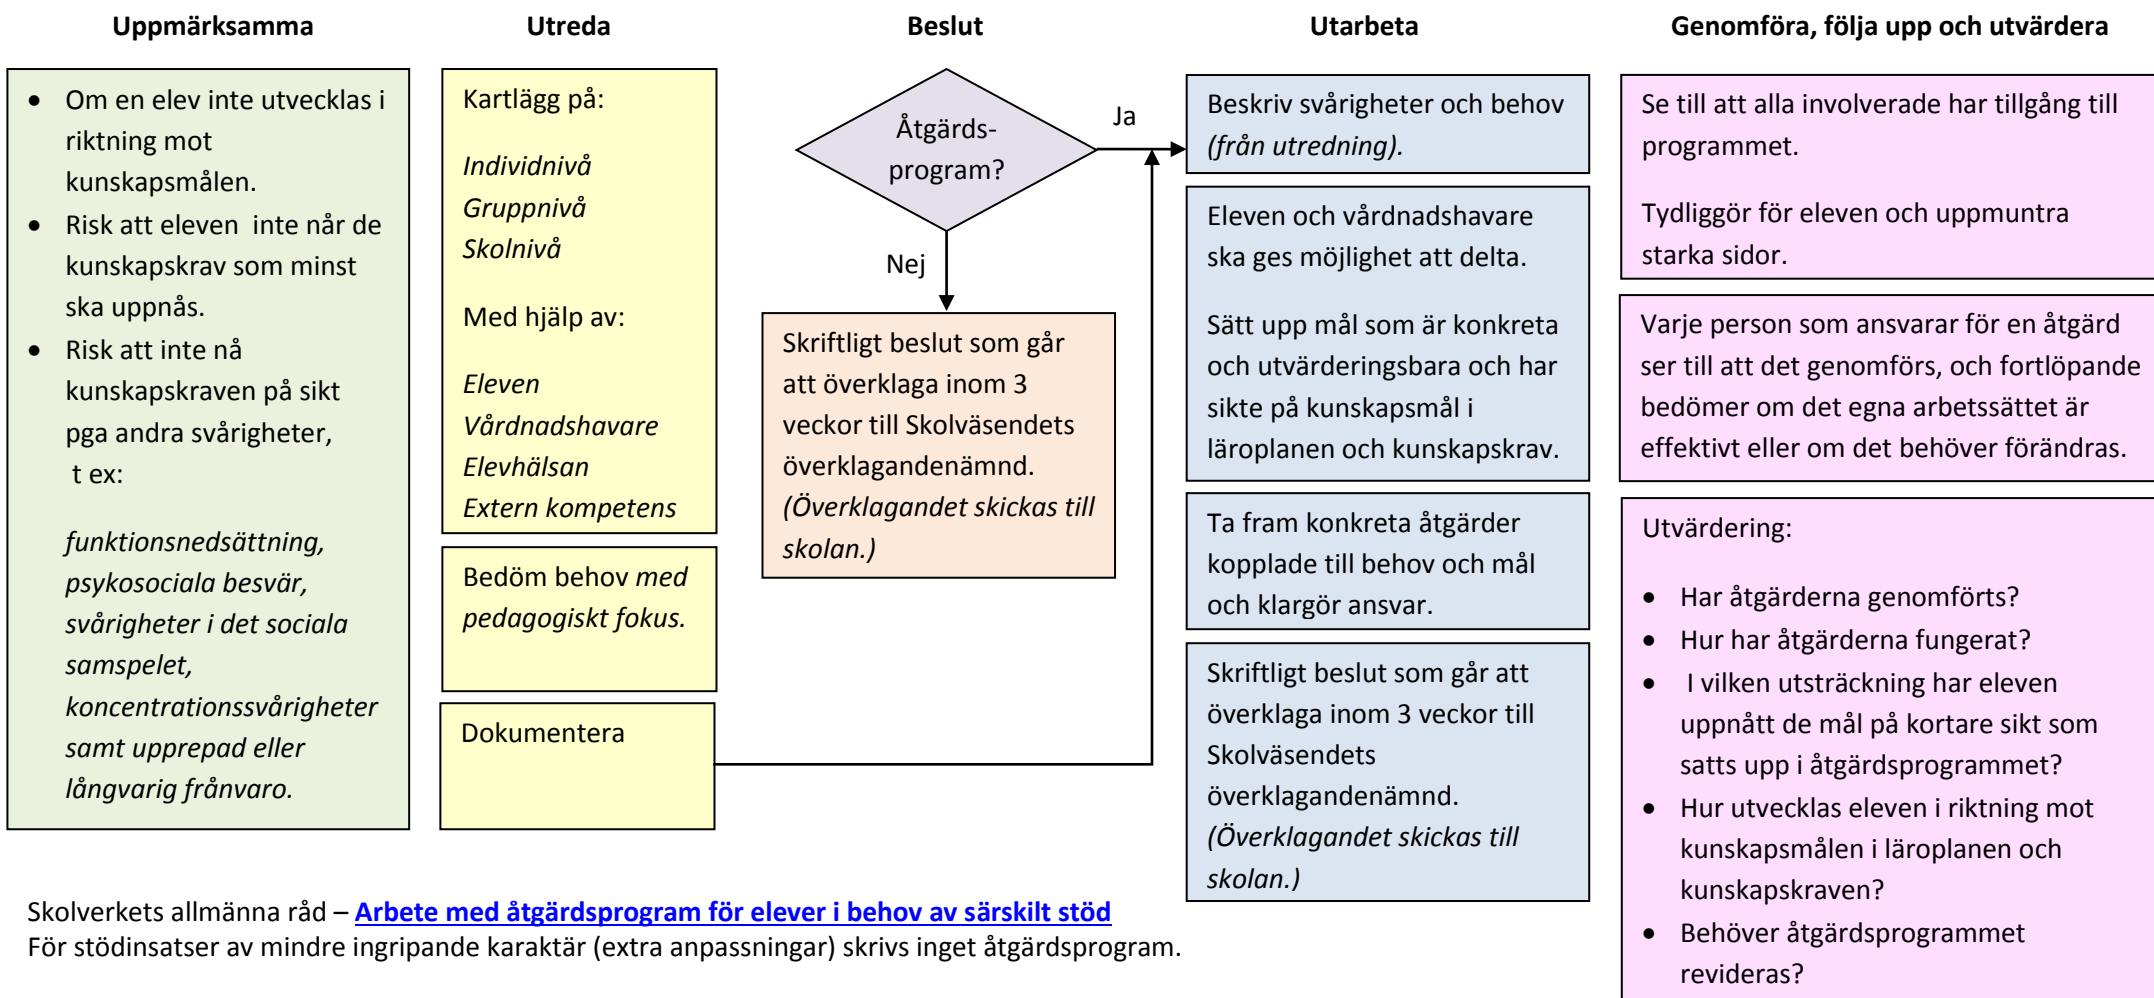 Uppmärksamma
Om en elev inte utvecklas i
riktning mot
kunskapsmålen.
Risk att eleven inte når de
kunskapskrav som minst
ska uppnås.
Risk att inte nå
kunskapskraven på sikt
pga andra svårigheter,
t ex:
funktionsnedsättning,
psykosociala besvär,
svårigheter i det sociala
samspelet,
koncentrationssvårigheter
samt upprepad eller
långvarig frånvaro.
Utreda
Kartlägg på:
Individnivå
Gruppnivå
Skolnivå
Med hjälp av:
Eleven
Vårdnadshavare
Elevhälsan
Extern kompetens
Bedöm behov med
pedagogiskt fokus.
Dokumentera
Beslut
Åtgärds-
program?
Ja
Nej
Skriftligt beslut som går
att överklaga inom 3
veckor till Skolväsendets
överklagandenämnd.
(Överklagandet skickas till
skolan.)
Utarbeta
Beskriv svårigheter och behov
(från utredning).
Eleven och vårdnadshavare
ska ges möjlighet att delta.
Sätt upp mål som är konkreta
och utvärderingsbara och har
sikte på kunskapsmål i
läroplanen och kunskapskrav.
Ta fram konkreta åtgärder
kopplade till behov och mål
och klargör ansvar.
Skriftligt beslut som går att
överklaga inom 3 veckor till
Skolväsendets
överklagandenämnd.
(Överklagandet skickas till
skolan.)
Genomföra, följa upp och utvärdera
Se till att alla involverade har tillgång till
programmet.
Tydliggör för eleven och uppmuntra
starka sidor.
Varje person som ansvarar för en åtgärd
ser till att det genomförs, och fortlöpande
bedömer om det egna arbetssättet är
effektivt eller om det behöver förändras.
Utvärdering:
Har åtgärderna genomförts?
Hur har åtgärderna fungerat?
I vilken utsträckning har eleven
uppnått de mål på kortare sikt som
satts upp i åtgärdsprogrammet?
Hur utvecklas eleven i riktning mot
kunskapsmålen i läroplanen och
kunskapskraven?
Behöver åtgärdsprogrammet
revideras?
Skolverkets allmänna råd – Arbete med åtgärdsprogram för elever i behov av särskilt stöd
För stödinsatser av mindre ingripande karaktär (extra anpassningar) skrivs inget åtgärdsprogram.